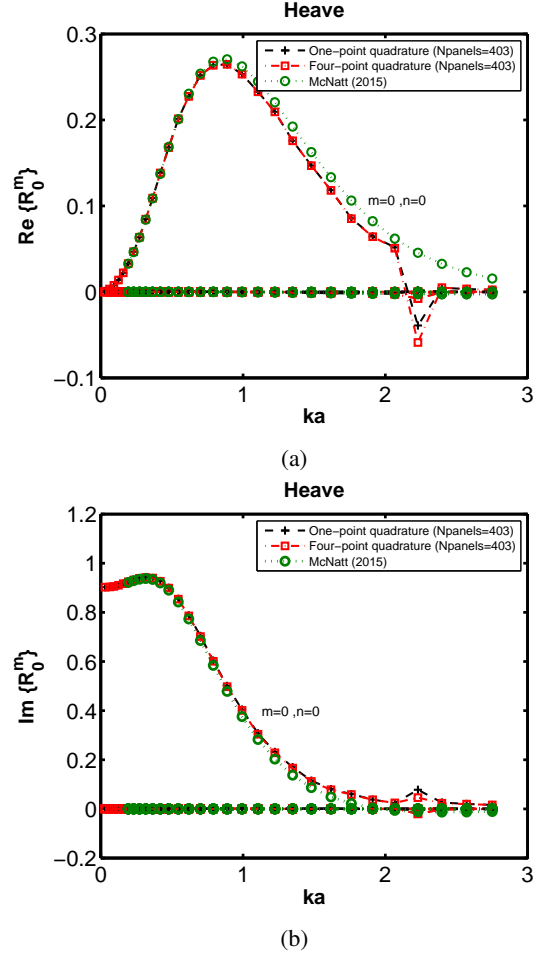 Heave
One−point quadrature (Npanels=403)
Four−point quadrature (Npanels=403)
McNatt (2015)
0.3
0.2
0.1
0
−0.1
Re {R₀ᵐ}
m=0 ,n=0
0
1
2
3
ka
(a)
Heave
One−point quadrature (Npanels=403)
Four−point quadrature (Npanels=403)
McNatt (2015)
1.2
1
0.8
0.6
0.4
0.2
0
−0.2
Im {R₀ᵐ}
m=0 ,n=0
0
1
2
3
ka
(b)